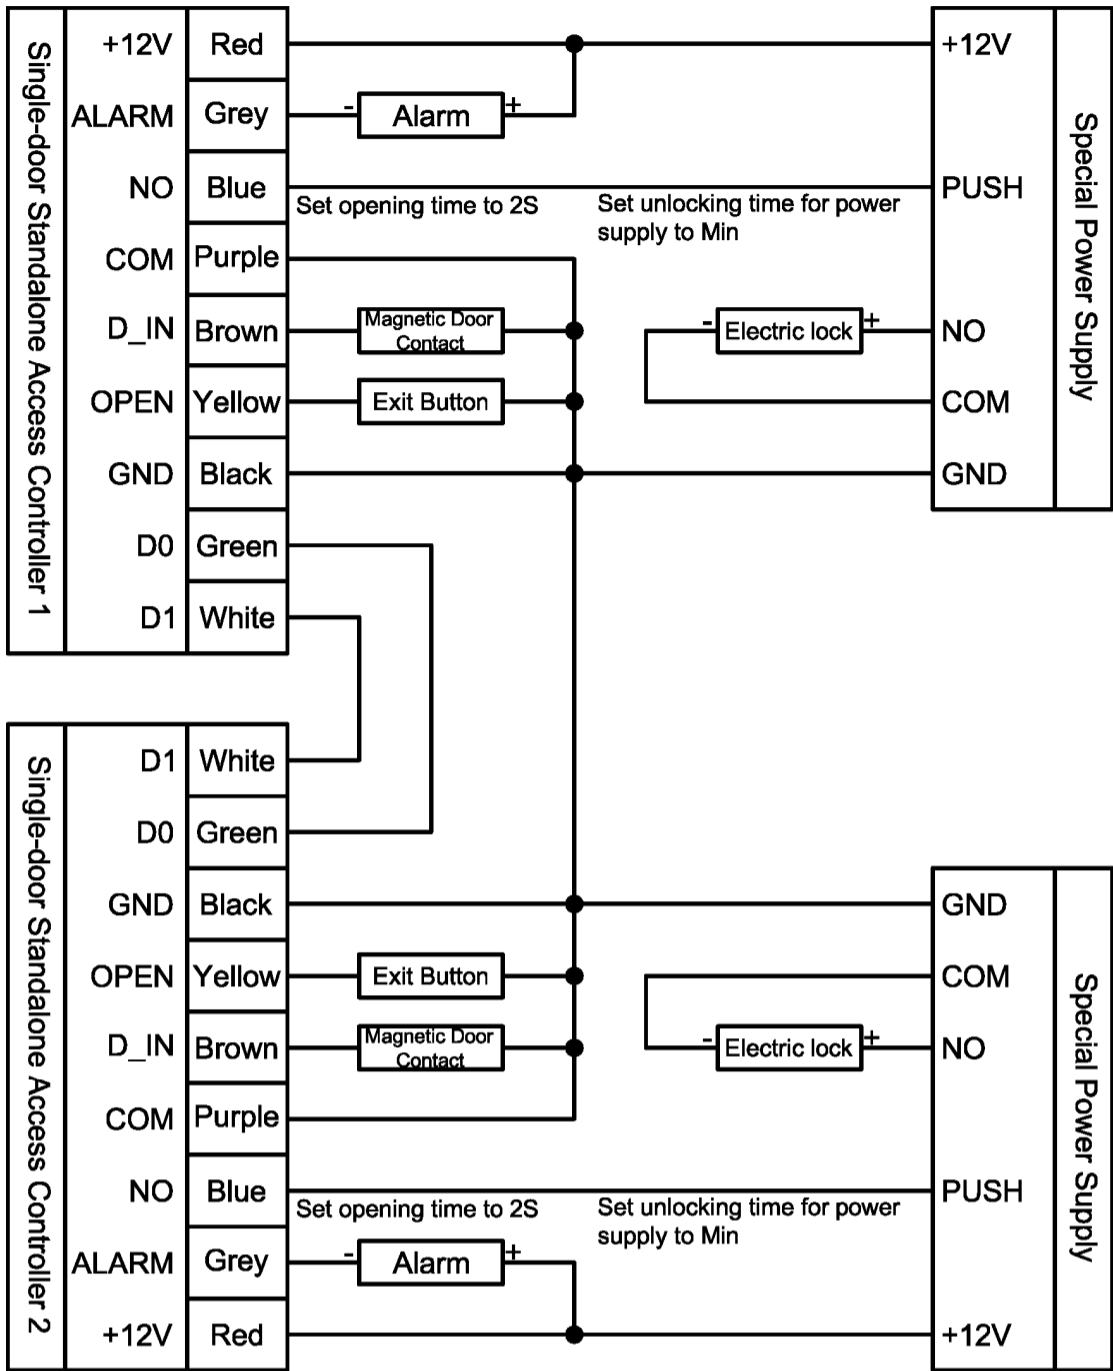 Single-door Standalone Access Controller 1
+12V Red
ALARM Grey
NO Blue
COM Purple
D_IN Brown
OPEN Yellow
GND Black
D0 Green
D1 White
- Alarm +
Set opening time to 2S
Set unlocking time for power
supply to Min
Magnetic Door
Contact
Exit Button
- Electric lock +
+12V
PUSH
NO
COM
GND
Special Power Supply
Single-door Standalone Access Controller 2
D1 White
D0 Green
GND Black
OPEN Yellow
D_IN Brown
COM Purple
NO Blue
ALARM Grey
+12V Red
Exit Button
Magnetic Door
Contact
Set opening time to 2S
Set unlocking time for power
supply to Min
- Alarm +
- Electric lock +
GND
COM
NO
PUSH
+12V
Special Power Supply